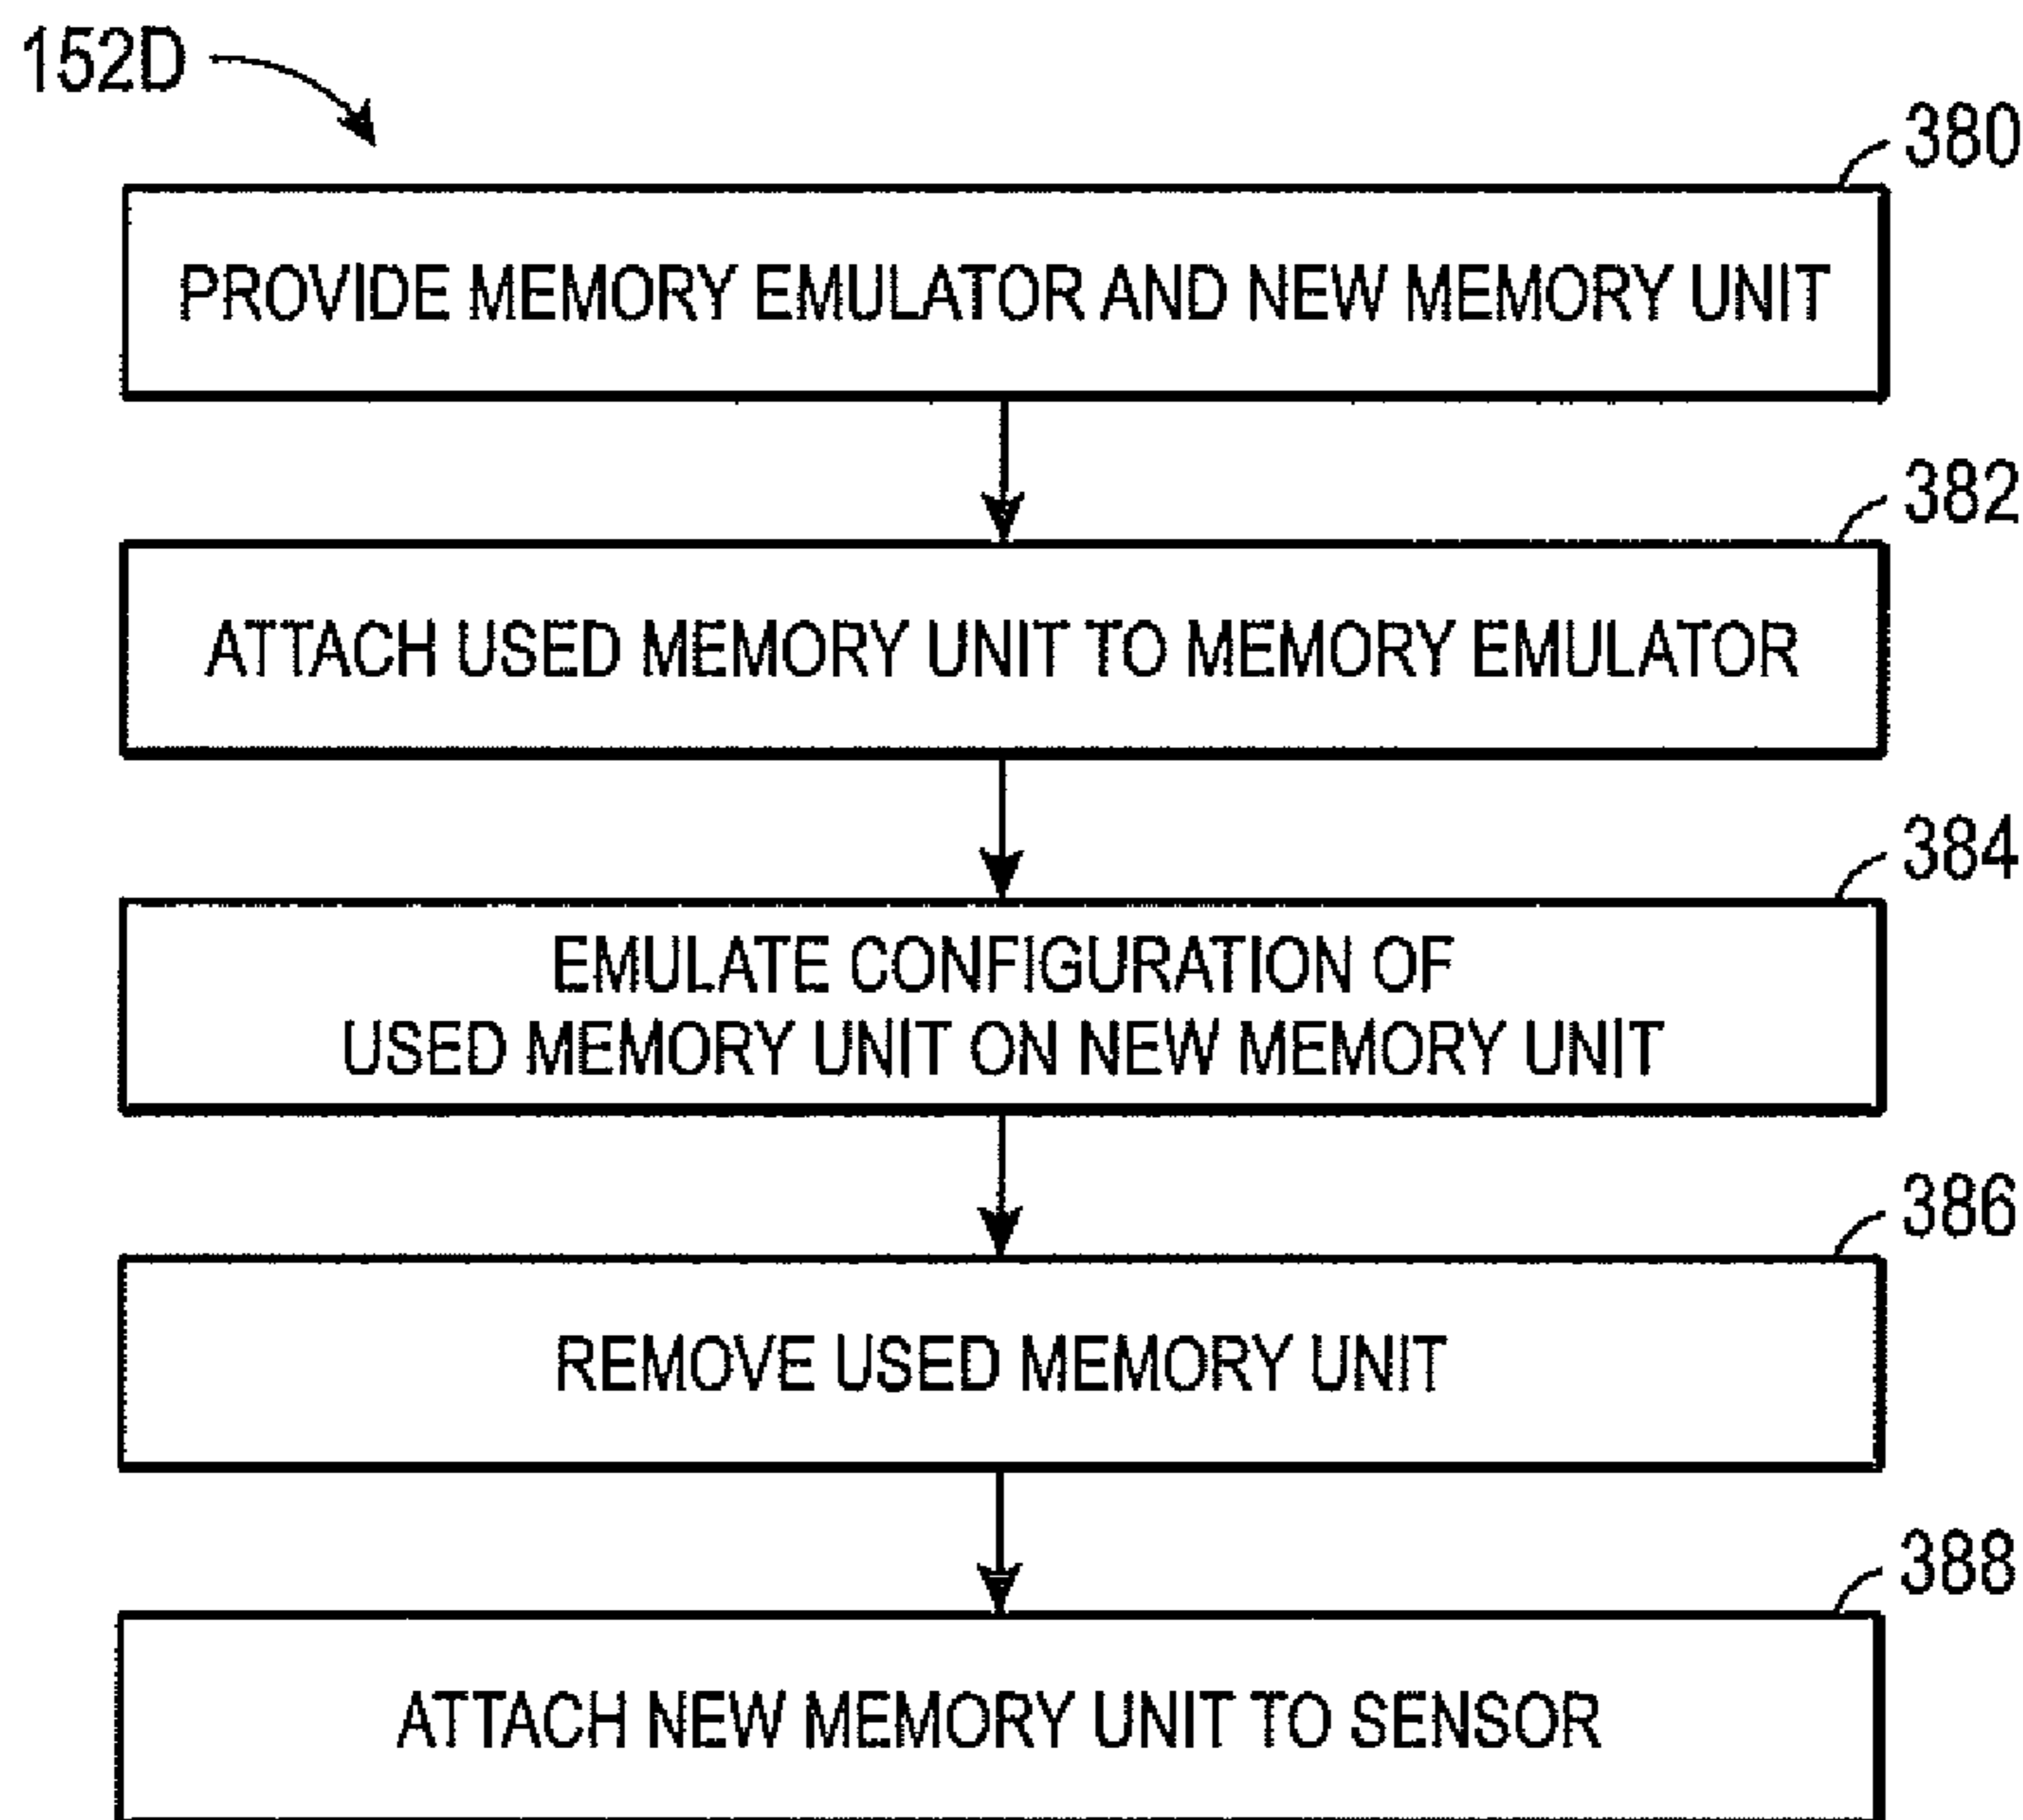 152D
380
PROVIDE MEMORY EMULATOR AND NEW MEMORY UNIT
382
ATTACH USED MEMORY UNIT TO MEMORY EMULATOR
384
EMULATE CONFIGURATION OF
USED MEMORY UNIT ON NEW MEMORY UNIT
386
REMOVE USED MEMORY UNIT
388
ATTACH NEW MEMORY UNIT TO SENSOR